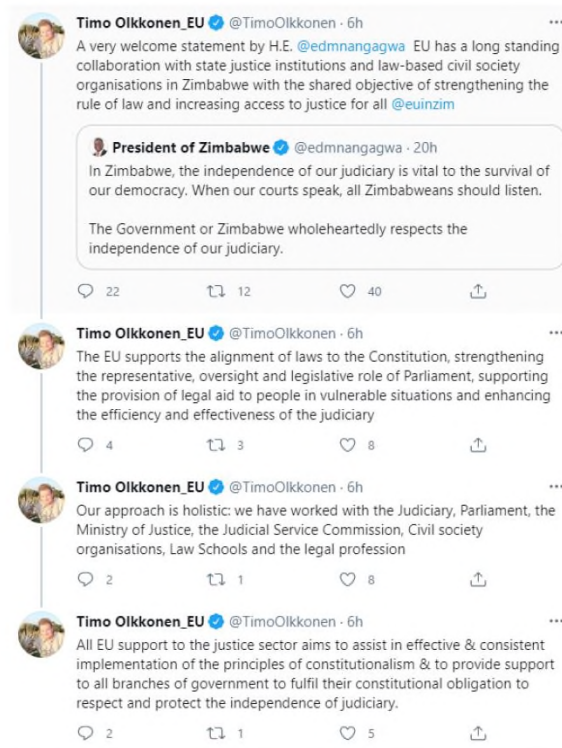 Timo Olkkonen_EU @TimoOlkkonen · 6h
A very welcome statement by H.E. @edmnangagwa EU has a long standing
collaboration with state justice institutions and law-based civil society
organisations in Zimbabwe with the shared objective of strengthening the
rule of law and increasing access to justice for all @euinzim
President of Zimbabwe @edmnangagwa · 20h
In Zimbabwe, the independence of our judiciary is vital to the survival of
our democracy. When our courts speak, all Zimbabweans should listen.
The Government or Zimbabwe wholeheartedly respects the
independence of our judiciary.
22 12 40
Timo Olkkonen_EU @TimoOlkkonen · 6h
The EU supports the alignment of laws to the Constitution, strengthening
the representative, oversight and legislative role of Parliament, supporting
the provision of legal aid to people in vulnerable situations and enhancing
the efficiency and effectiveness of the judiciary
4 3 8
Timo Olkkonen_EU @TimoOlkkonen · 6h
Our approach is holistic: we have worked with the Judiciary, Parliament, the
Ministry of Justice, the Judicial Service Commission, Civil society
organisations, Law Schools and the legal profession
2 1 8
Timo Olkkonen_EU @TimoOlkkonen · 6h
All EU support to the justice sector aims to assist in effective & consistent
implementation of the principles of constitutionalism & to provide support
to all branches of government to fulfil their constitutional obligation to
respect and protect the independence of judiciary.
2 1 5